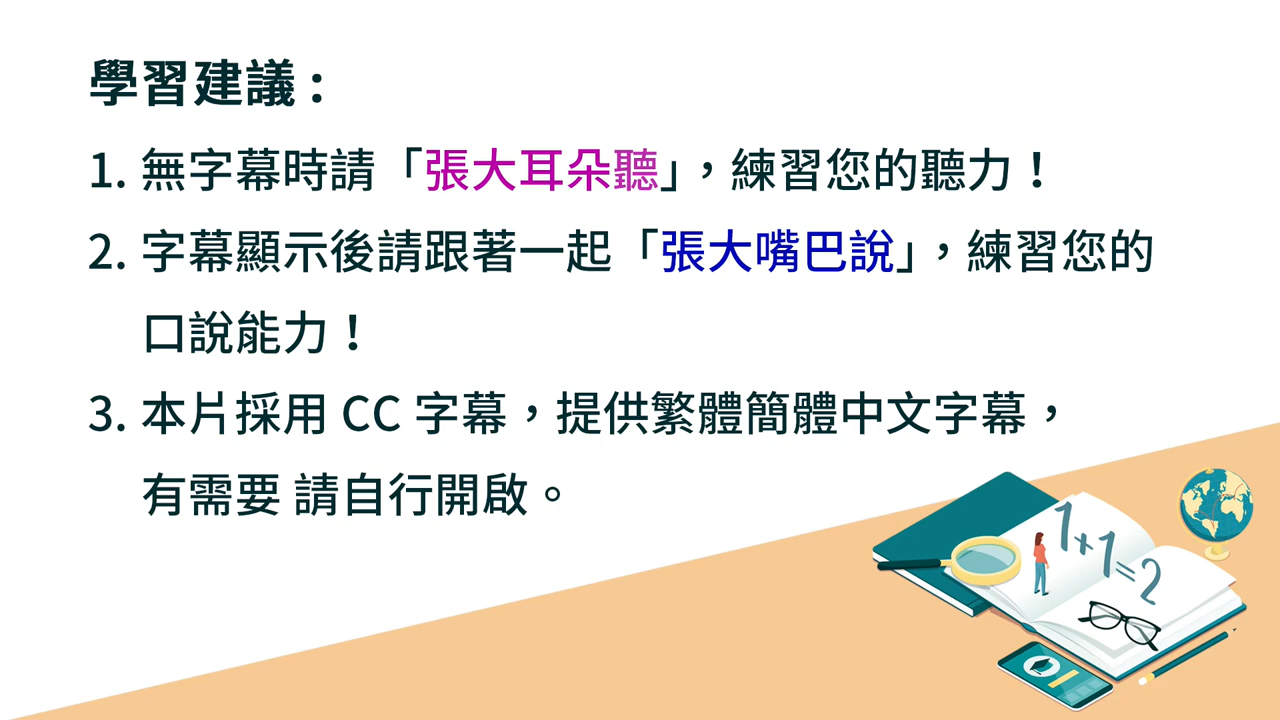 學習建議：
1. 無字幕時請「張大耳朵聽」，練習您的聽力！
2. 字幕顯示後請跟著一起「張大嘴巴說」，練習您的
口說能力！
3. 本片採用 CC 字幕，提供繁體簡體中文字幕，
有需要 請自行開啟。
1+1=2